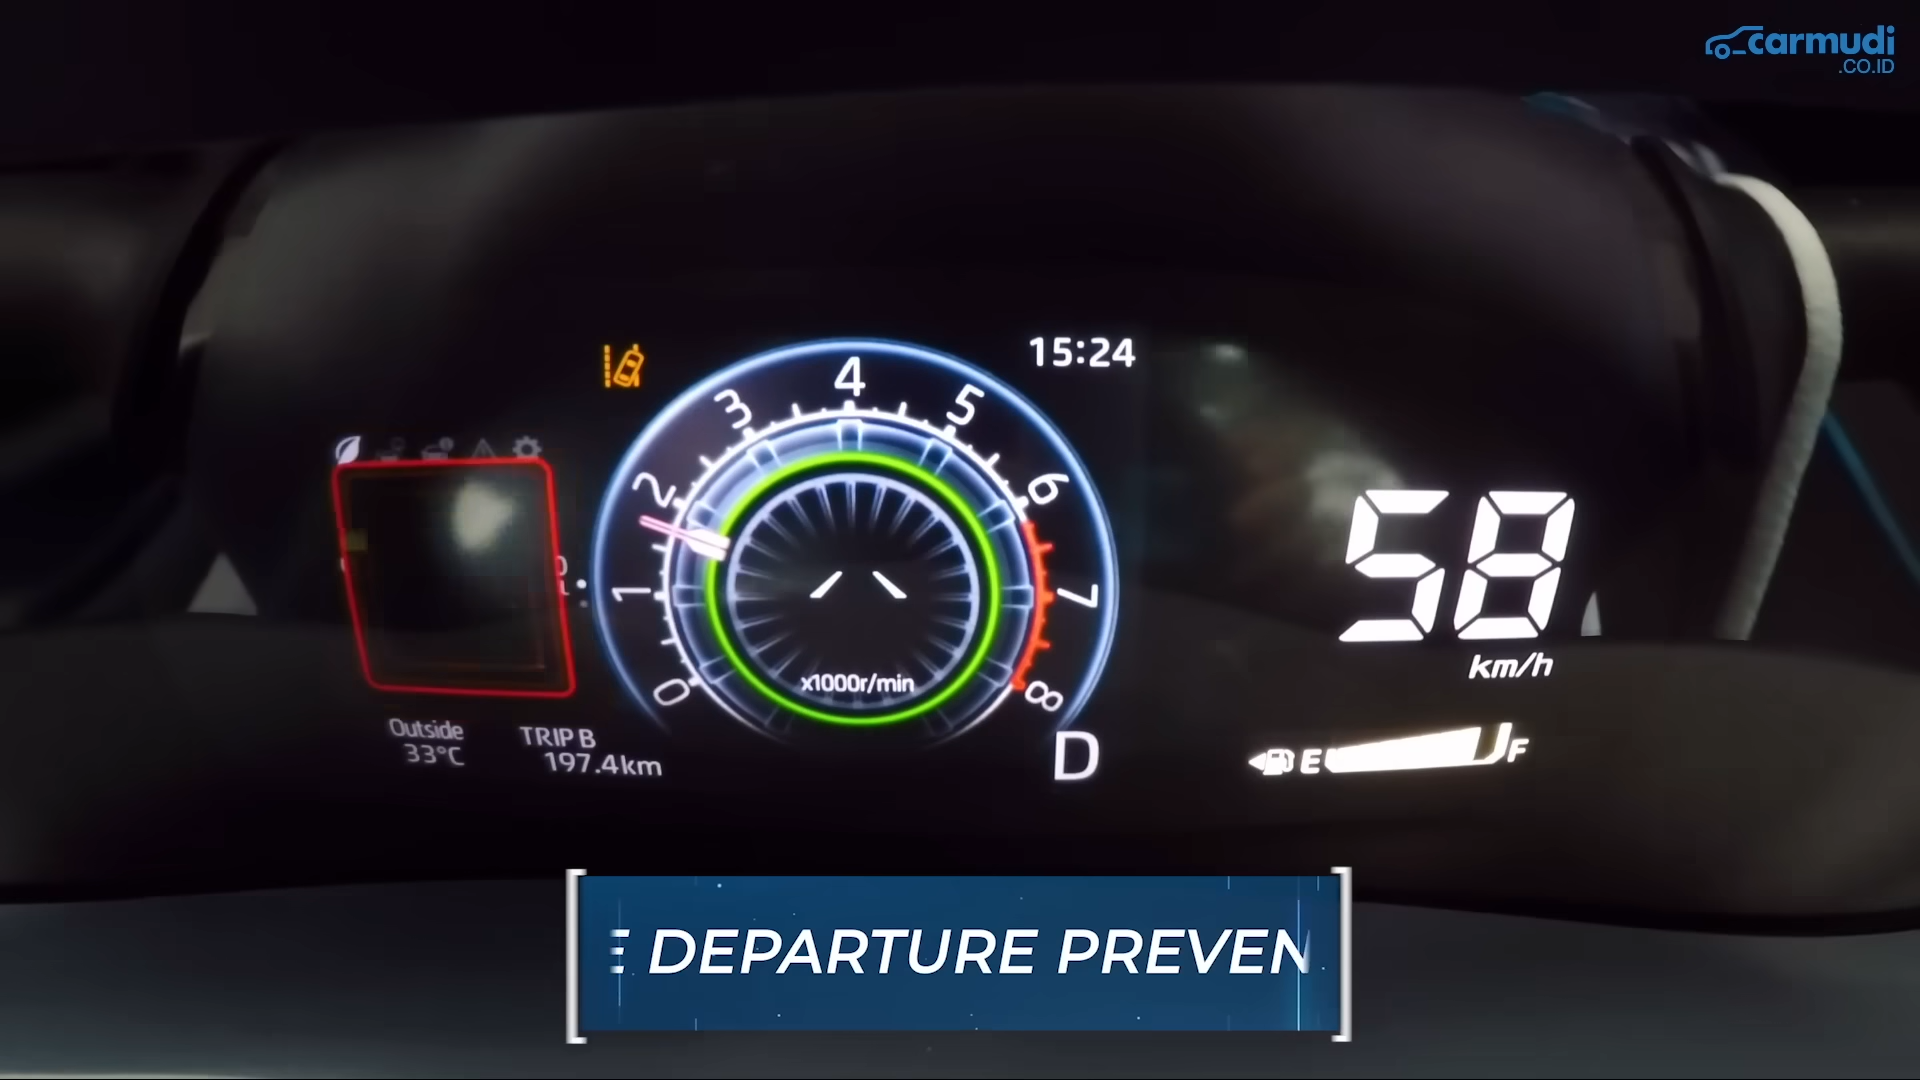 carmudi
.CO.ID
15:24
4
3
5
2
6
1
7
0
8
x1000r/min
58
km/h
Outside
33°C
TRIP B
197.4km
D
E
F
E DEPARTURE PREVEN